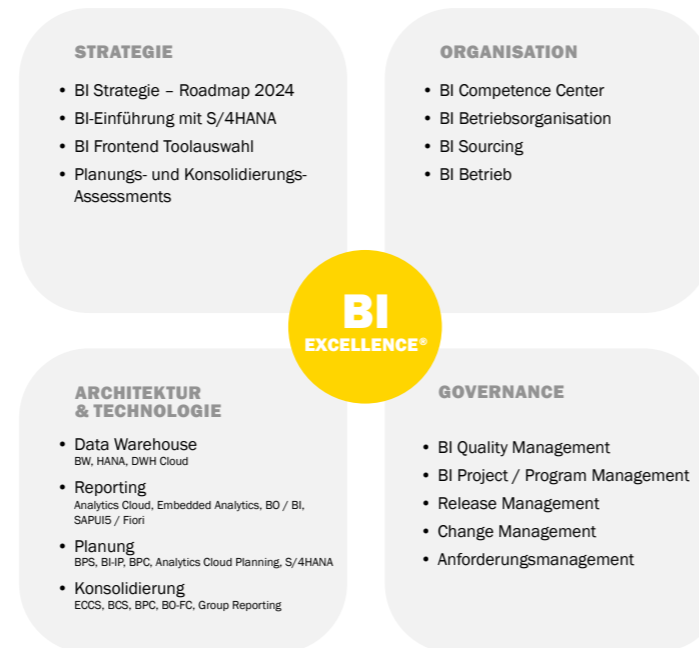 STRATEGIE
• BI Strategie – Roadmap 2024
• BI-Einführung mit S/4HANA
• BI Frontend Toolauswahl
• Planungs- und Konsolidierungs-
Assessments
ORGANISATION
• BI Competence Center
• BI Betriebsorganisation
• BI Sourcing
• BI Betrieb
BI
EXCELLENCE®
ARCHITEKTUR
& TECHNOLOGIE
• Data Warehouse
BW, HANA, DWH Cloud
• Reporting
Analytics Cloud, Embedded Analytics, BO / BI,
SAPUI5 / Fiori
• Planung
BPS, BI-IP, BPC, Analytics Cloud Planning, S/4HANA
• Konsolidierung
ECCS, BCS, BPC, BO-FC, Group Reporting
GOVERNANCE
• BI Quality Management
• BI Project / Program Management
• Release Management
• Change Management
• Anforderungsmanagement